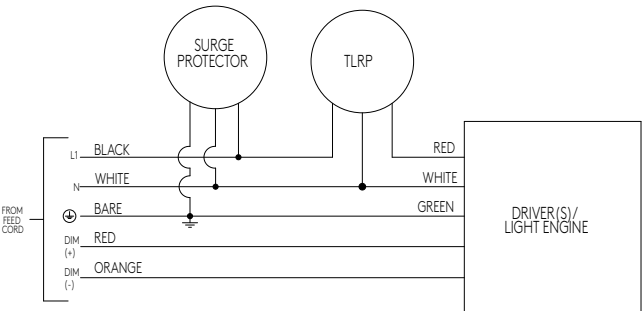 SURGE
PROTECTOR
TLRP
L1 BLACK RED
N WHITE WHITE
BARE GREEN
DIM
(+)
RED
DIM
(-)
ORANGE
FROM
FEED
CORD
DRIVER(S)/
LIGHT ENGINE